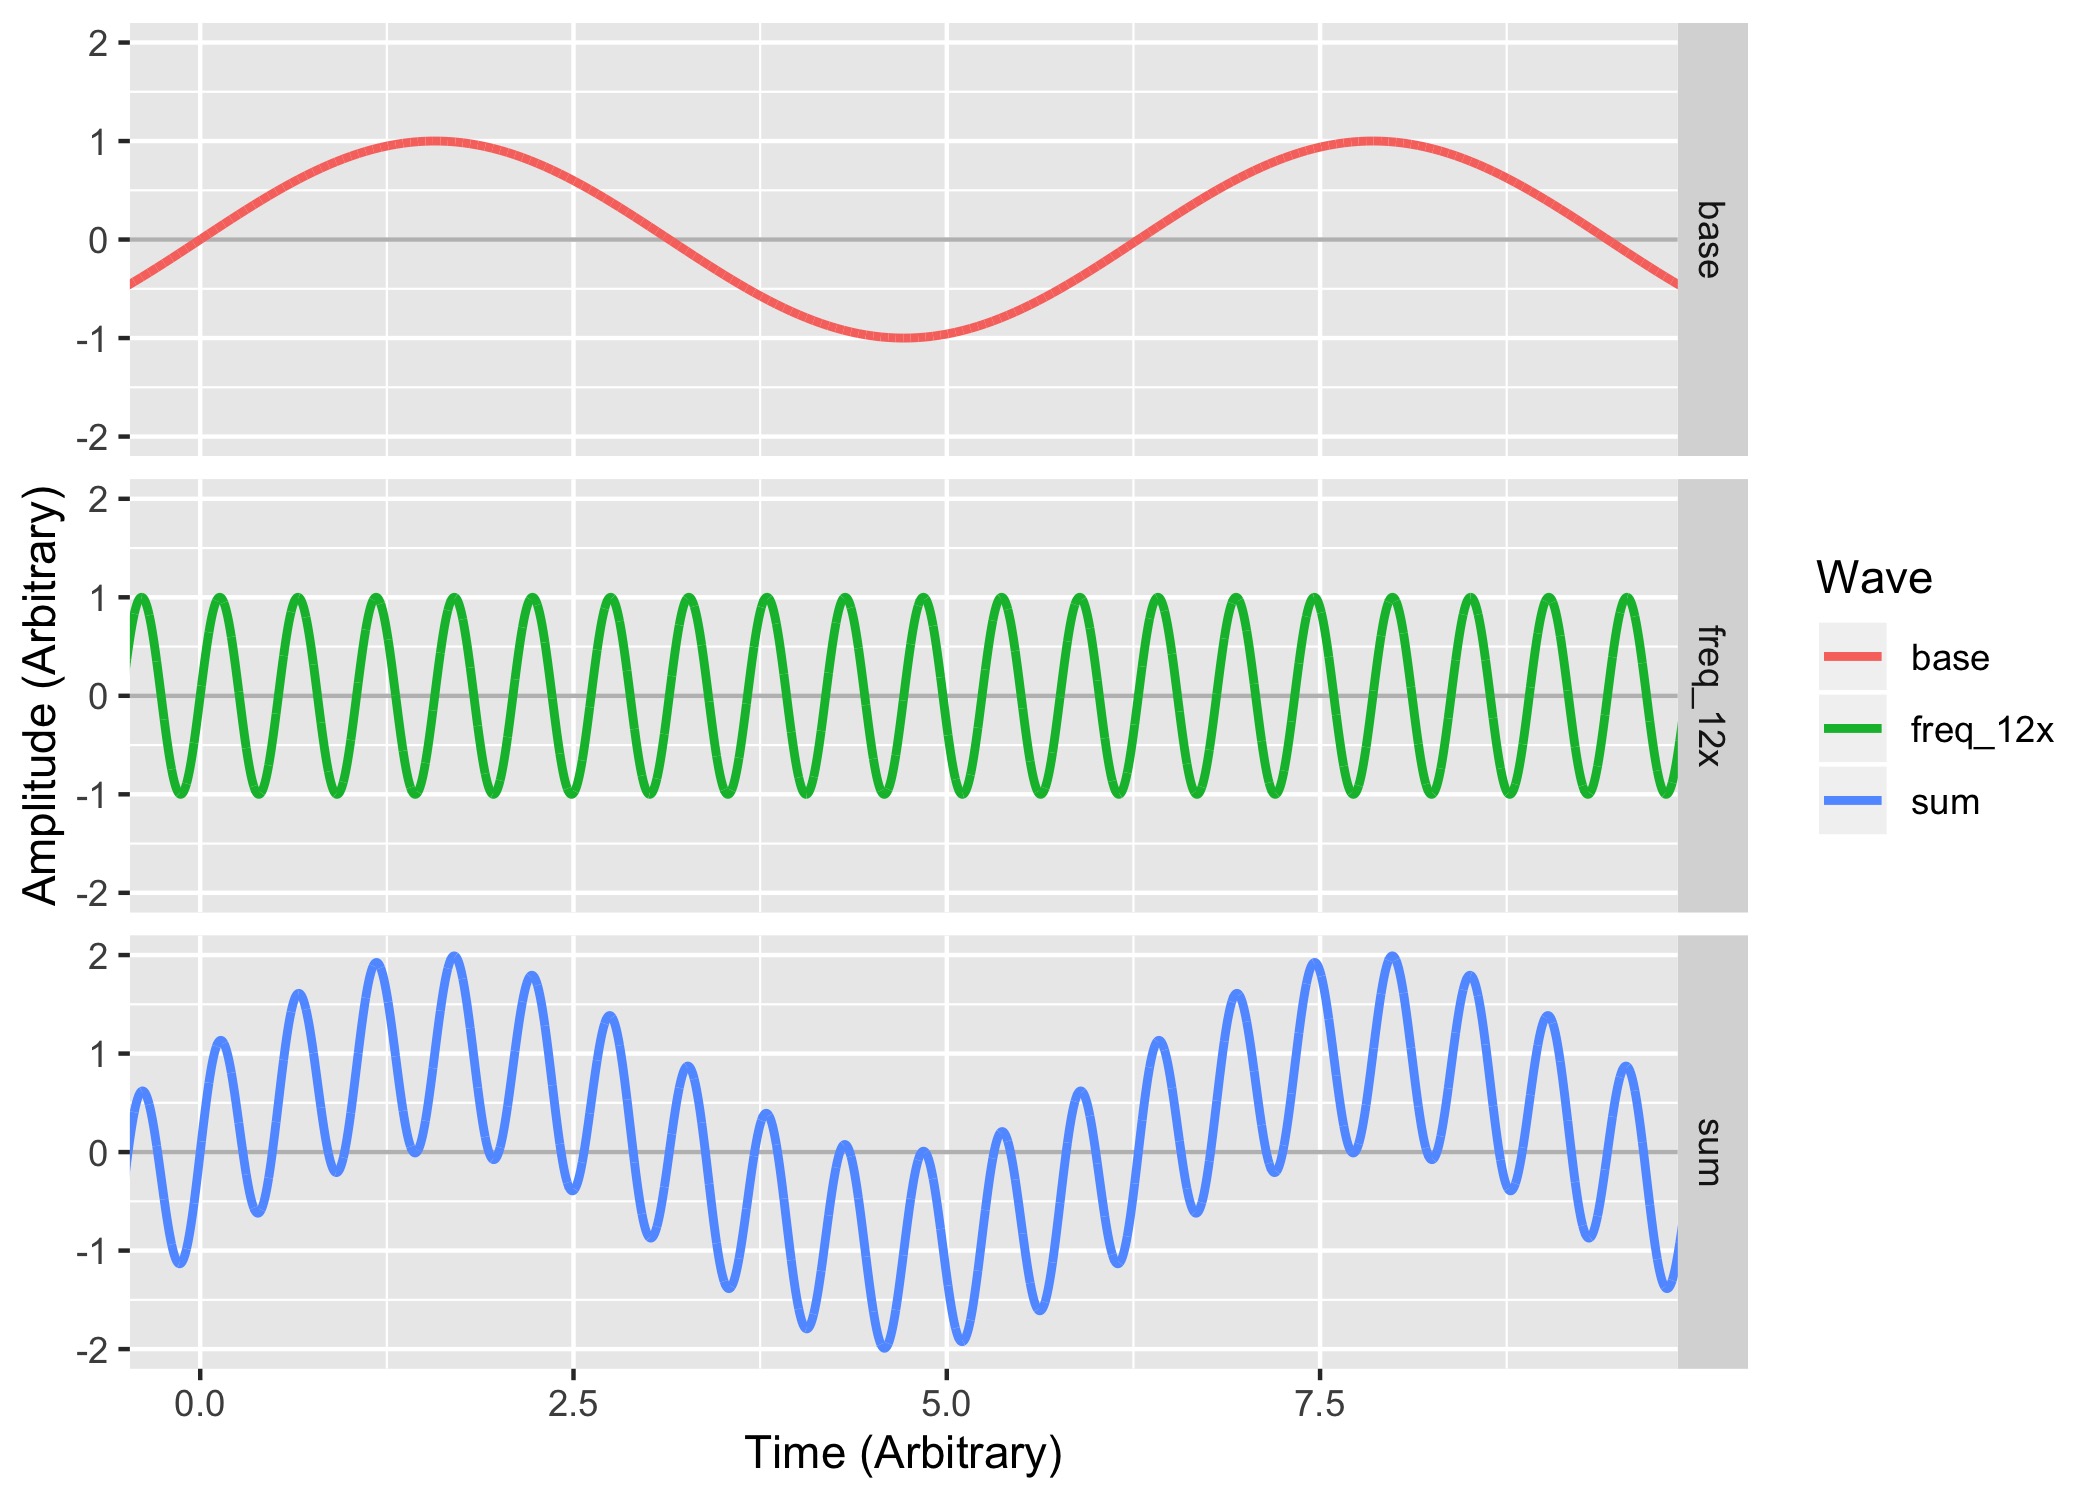 Amplitude (Arbitrary)
2
1
0
-1
-2
base
2
1
0
-1
-2
freq_12x
2
1
0
-1
-2
sum
0.0 2.5 5.0 7.5
Time (Arbitrary)
Wave
base
freq_12x
sum